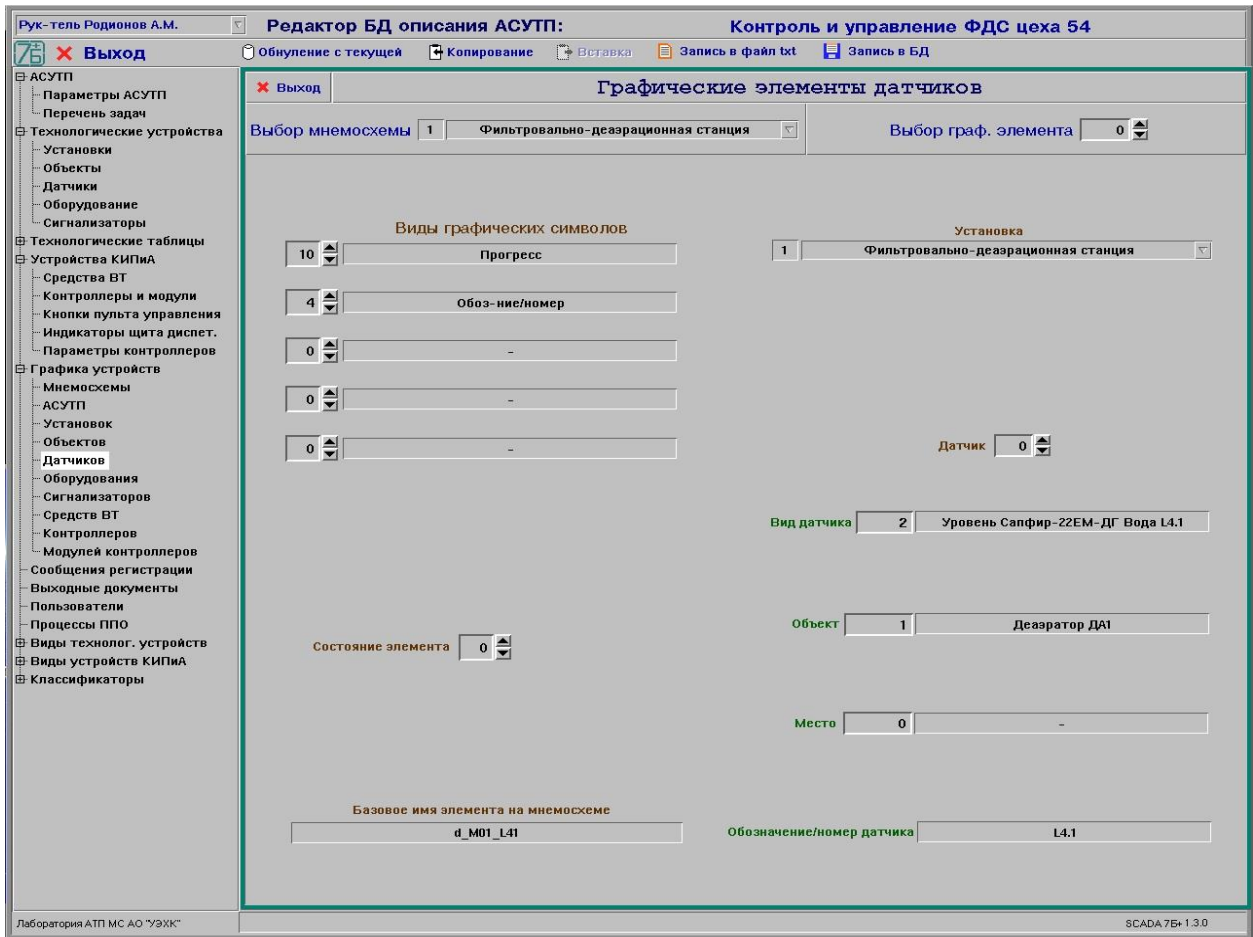 Рук-тель Родионов А.М.
Редактор БД описания АСУТП:
Контроль и управление ФДС цеха 54
7Б
Выход
Обнуление с текущей
Копирование
Вставка
Запись в файл txt
Запись в БД
АСУТП
Параметры АСУТП
Перечень задач
Технологические устройства
Установки
Объекты
Датчики
Оборудование
Сигнализаторы
Технологические таблицы
Устройства КИПиА
Средства ВТ
Контроллеры и модули
Кнопки пульта управления
Индикаторы щита диспет.
Параметры контроллеров
Графика устройств
Мнемосхемы
АСУТП
Установок
Объектов
Датчиков
Оборудования
Сигнализаторов
Средств ВТ
Контроллеров
Модулей контроллеров
Сообщения регистрации
Выходные документы
Пользователи
Процессы ППО
Виды технолог. устройств
Виды устройств КИПиА
Классификаторы
Выход
Графические элементы датчиков
Выбор мнемосхемы 1 Фильтровально-деаэрационная станция
Выбор граф. элемента 0
Виды графических символов
10 Прогресс
4 Обоз-ние/номер
0 -
0 -
0 -
Состояние элемента 0
Базовое имя элемента на мнемосхеме
d_M01_L41
Установка
1 Фильтровально-деаэрационная станция
Датчик 0
Вид датчика 2 Уровень Сапфир-22ЕМ-ДГ Вода L4.1
Объект 1 Деаэратор ДА1
Место 0 -
Обозначение/номер датчика L4.1
Лаборатория АТП МС АО "УЭХК"
SCADA 7Б+ 1.3.0